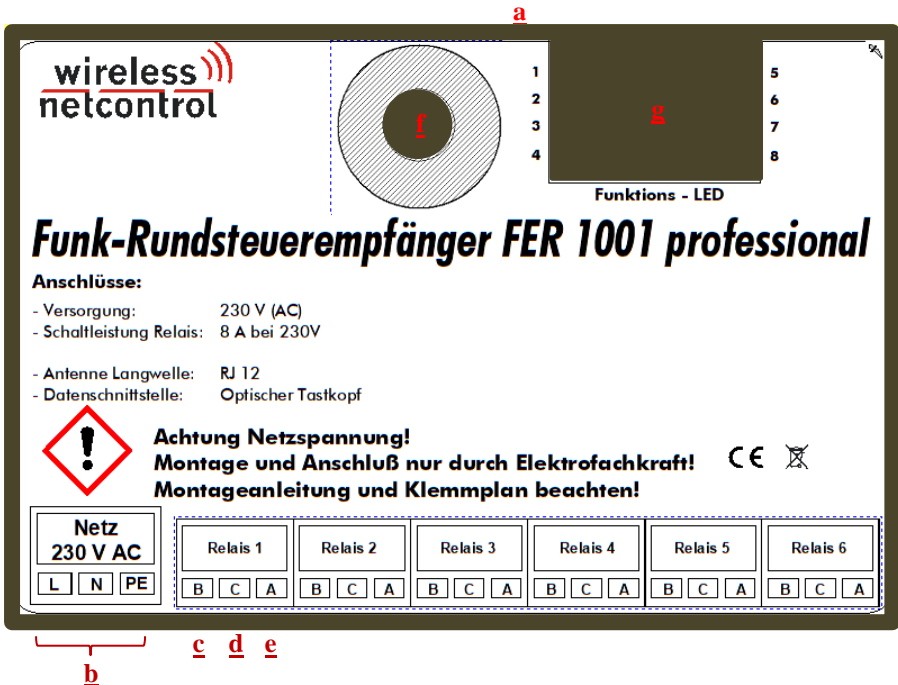 a
wireless
netcontrol
f
g
1
2
3
4
5
6
7
8
Funktions - LED
Funk-Rundsteuerempfänger FER 1001 professional
Anschlüsse:
- Versorgung: 230 V (AC)
- Schaltleistung Relais: 8 A bei 230V
- Antenne Langwelle: RJ 12
- Datenschnittstelle: Optischer Tastkopf
!
Achtung Netzspannung!
Montage und Anschluß nur durch Elektrofachkraft!
Montageanleitung und Klemmplan beachten!
CE
Netz
230 V AC
L N PE
Relais 1 Relais 2 Relais 3 Relais 4 Relais 5 Relais 6
B C A B C A B C A B C A B C A B C A
c d e
b